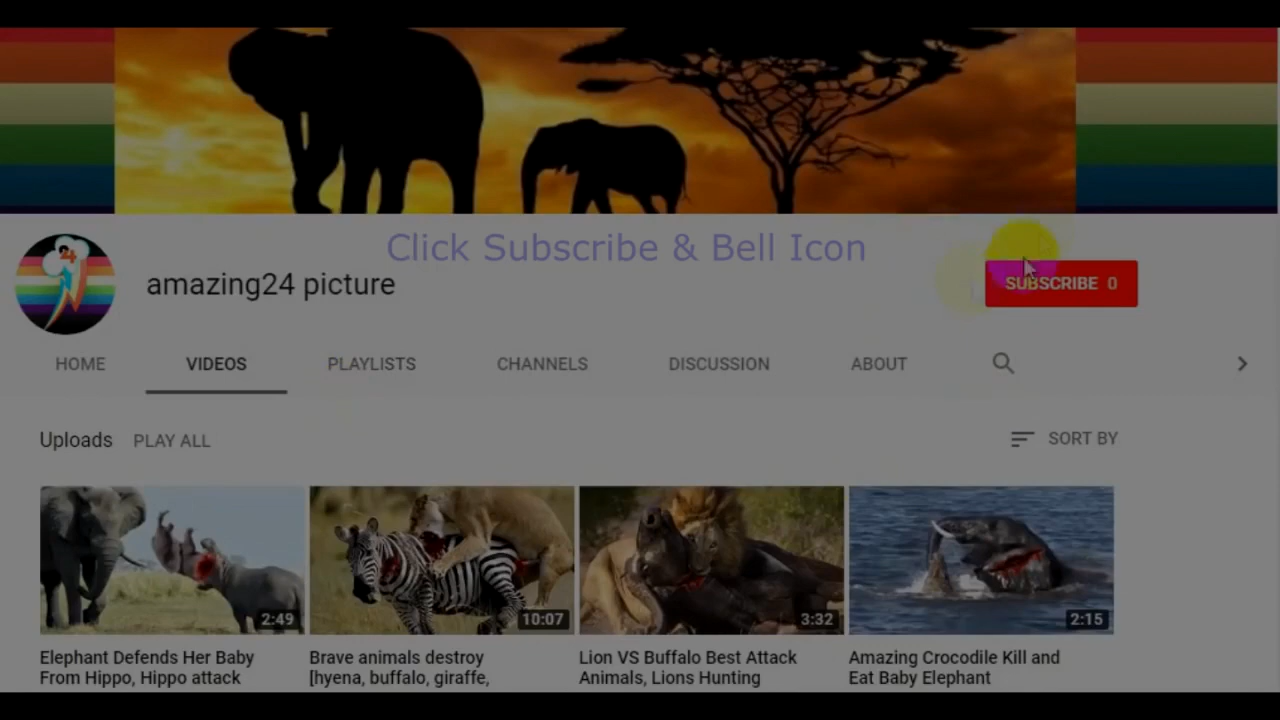 Click Subscribe & Bell Icon
amazing24 picture
SUBSCRIBE 0
HOME VIDEOS PLAYLISTS CHANNELS DISCUSSION ABOUT
Uploads PLAY ALL SORT BY
2:49 10:07 3:32 2:15
Elephant Defends Her Baby
From Hippo, Hippo attack
Brave animals destroy
[hyena, buffalo, giraffe,
Lion VS Buffalo Best Attack
Animals, Lions Hunting
Amazing Crocodile Kill and
Eat Baby Elephant